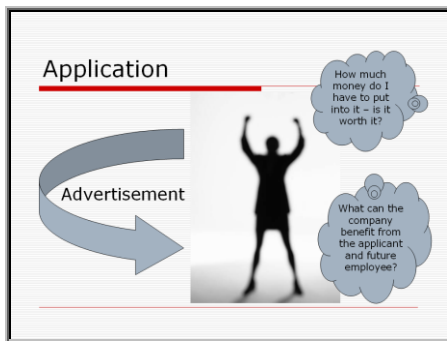 Application
How much
money do I
have to put
into it – is it
worth it?
Advertisement
What can the
company
benefit from
the applicant
and future
employee?